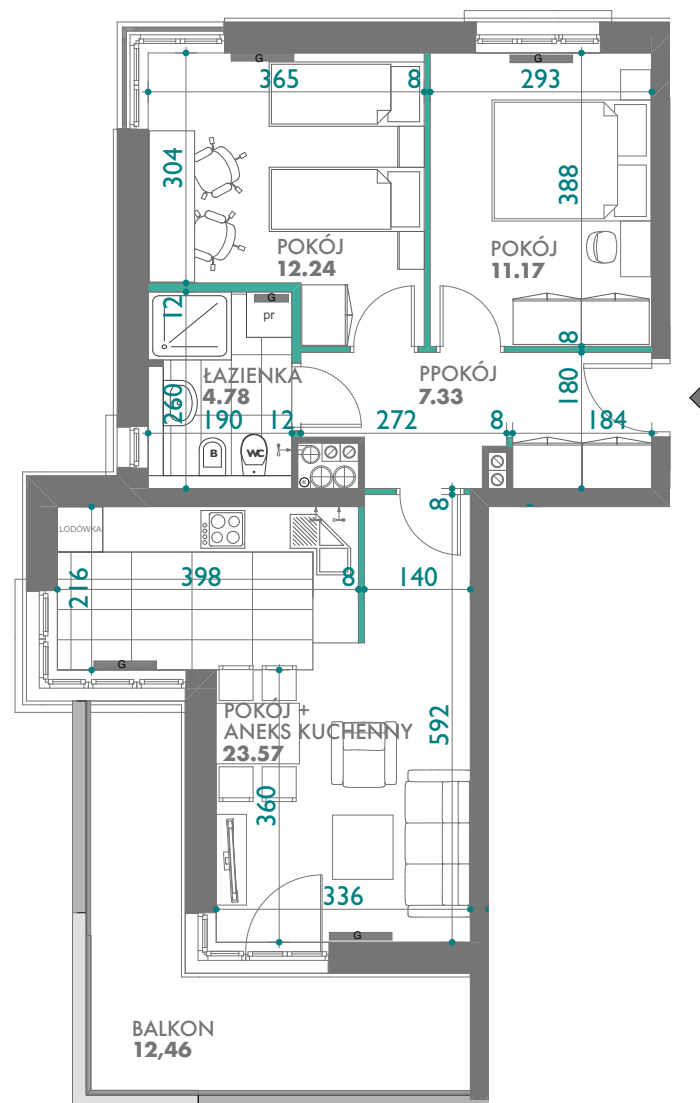 G
G
365
8
293
304
388
POKÓJ
12.24
POKÓJ
11.17
G
12
pr
8
ŁAZIENKA
4.78
PPOKÓJ
7.33
180
260
190
12
272
8
184
B
WC
K
8
LODÓWKA
216
398
8
140
G
POKÓJ +
ANEKS KUCHENNY
23.57
592
360
336
G
BALKON
12,46